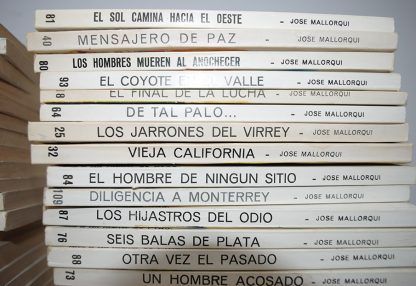 81 EL SOL CAMINA HACIA EL OESTE - JOSE MALLORQUI
40 MENSAJERO DE PAZ - JOSE MALLORQUI
80 LOS HOMBRES MUEREN AL ANOCHECER - JOSE MALLORQUI
93 EL COYOTE EN EL VALLE - JOSE MALLORQUI
8 EL FINAL DE LA LUCHA - JOSE MALLORQUI
64 DE TAL PALO... - JOSE MALLORQUI
25 LOS JARRONES DEL VIRREY - JOSE MALLORQUI
32 VIEJA CALIFORNIA - JOSE MALLORQUI
84 EL HOMBRE DE NINGUN SITIO - JOSE MALLORQUI
109 DILIGENCIA A MONTERREY - JOSE MALLORQUI
87 LOS HIJASTROS DEL ODIO - JOSE MALLORQUI
76 SEIS BALAS DE PLATA - JOSE MALLORQUI
88 OTRA VEZ EL PASADO - JOSE MALLORQUI
73 UN HOMBRE ACOSADO - JOSE MALLORQUI